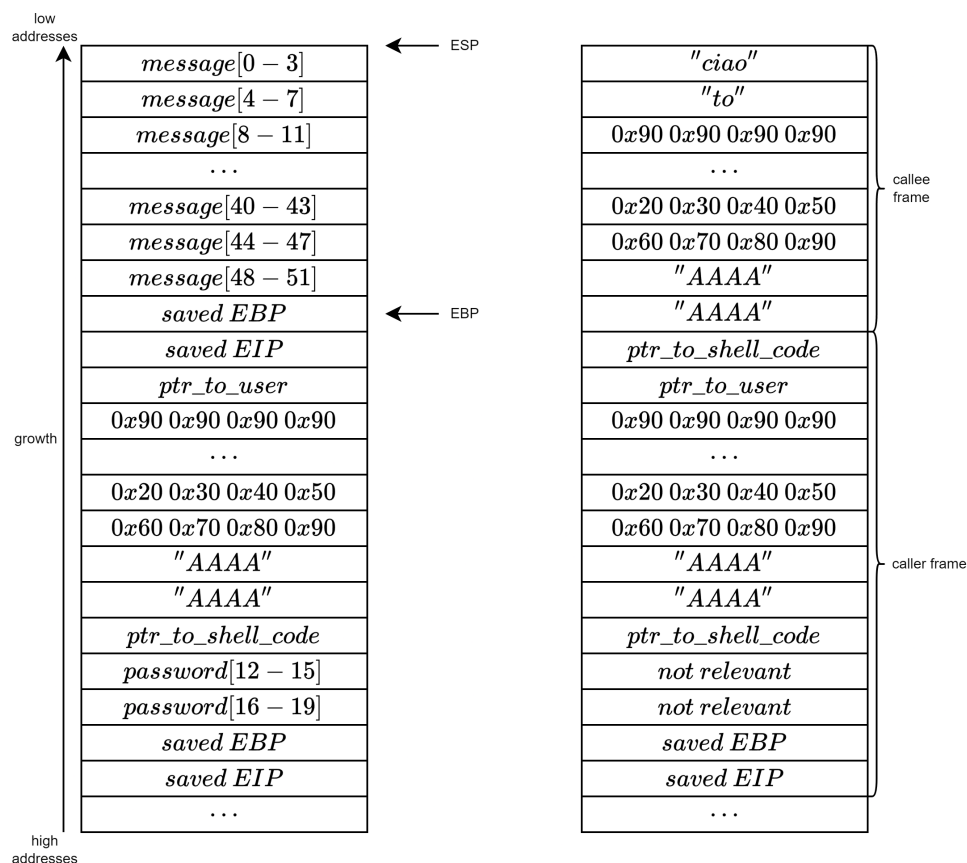 low
addresses
ESP
message[0 − 3]
"ciao"
message[4 − 7]
"to"
message[8 − 11]
0x90 0x90 0x90 0x90
...
...
callee
frame
message[40 − 43]
0x20 0x30 0x40 0x50
message[44 − 47]
0x60 0x70 0x80 0x90
message[48 − 51]
"AAAA"
saved EBP
EBP
"AAAA"
saved EIP
ptr_to_shell_code
ptr_to_user
ptr_to_user
0x90 0x90 0x90 0x90
0x90 0x90 0x90 0x90
growth
...
...
0x20 0x30 0x40 0x50
0x20 0x30 0x40 0x50
0x60 0x70 0x80 0x90
0x60 0x70 0x80 0x90
"AAAA"
"AAAA"
caller frame
"AAAA"
"AAAA"
ptr_to_shell_code
ptr_to_shell_code
password[12 − 15]
not relevant
password[16 − 19]
not relevant
saved EBP
saved EBP
saved EIP
saved EIP
...
...
high
addresses